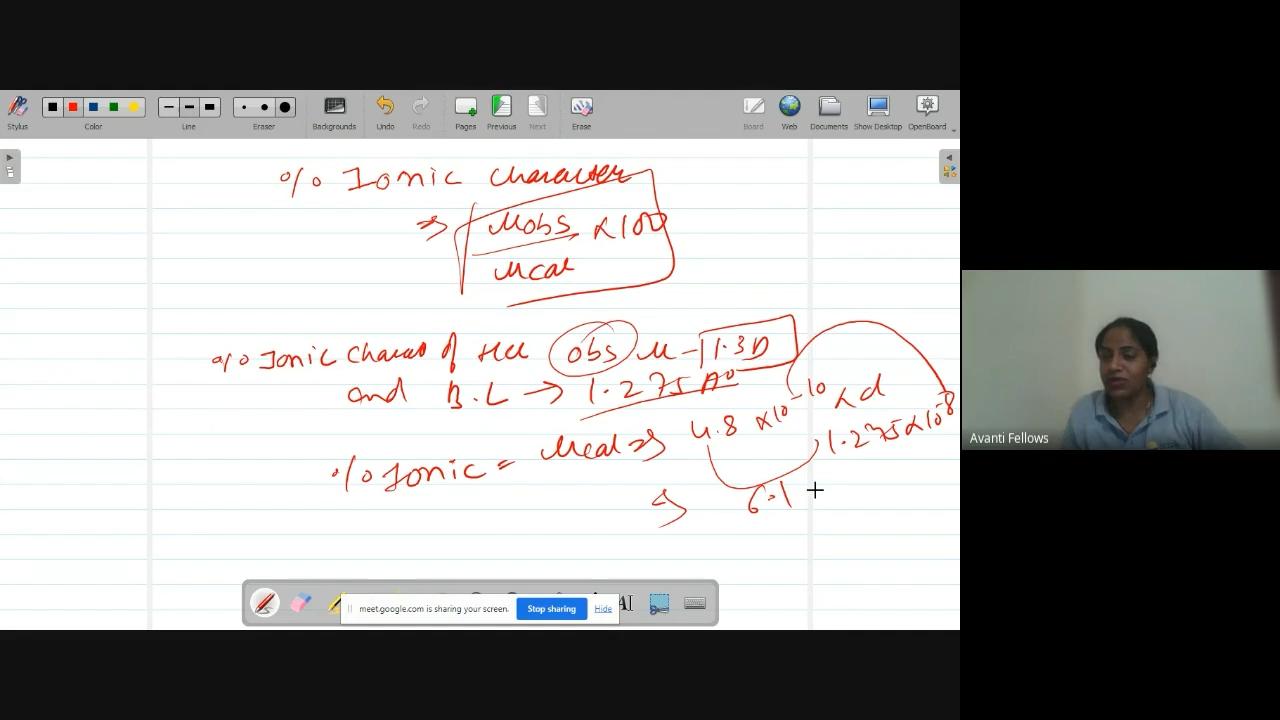 Stylus
Color
Line
Eraser
Backgrounds
Undo
Redo
Pages
Previous
Next
Erase
Board
Web
Documents
Show Desktop
OpenBoard
% Ionic character
⇒ μobs × 100
μcal
% Ionic Charac of HCl obs μ - 1.3D
and B.L → 1.275 A°
4.8 × 10^-10 × d
1.275 × 10^-8
% Ionic = μcal ⇒
⇒ 6.1
Avanti Fellows
meet.google.com is sharing your screen.
Stop sharing
Hide
AI